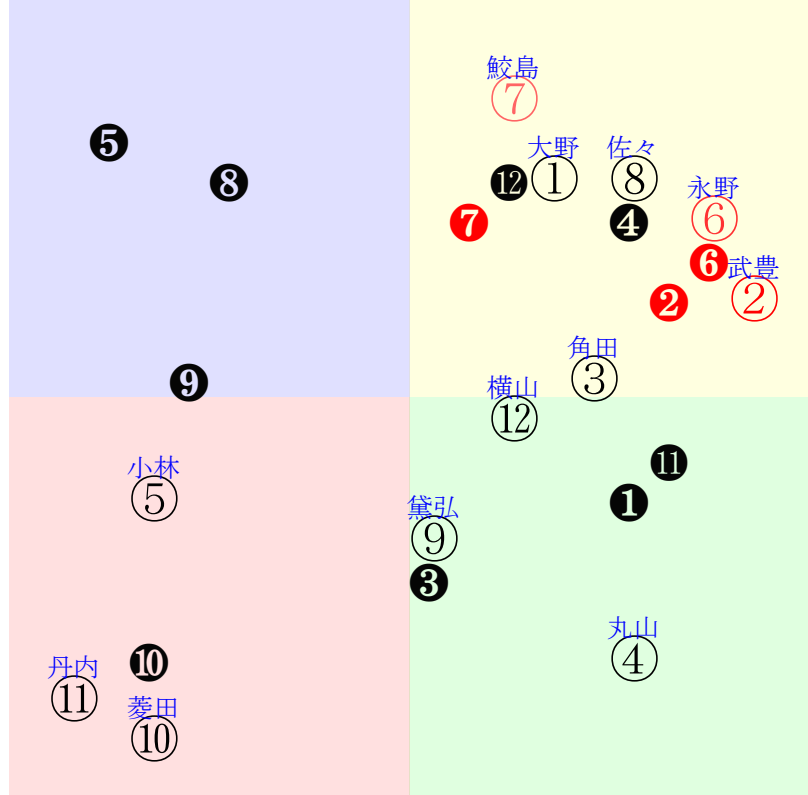 鮫島
⑦
❺
大野
佐々
❽
⓬
①
⑧
永野
❼
❹
⑥
❻
武豊
❷
②
角田
❾
横山
③
⑫
小林
⓫
⑤
黛弘
❶
⑨
❸
丸山
丹内
❿
④
⑪
菱田
⑩